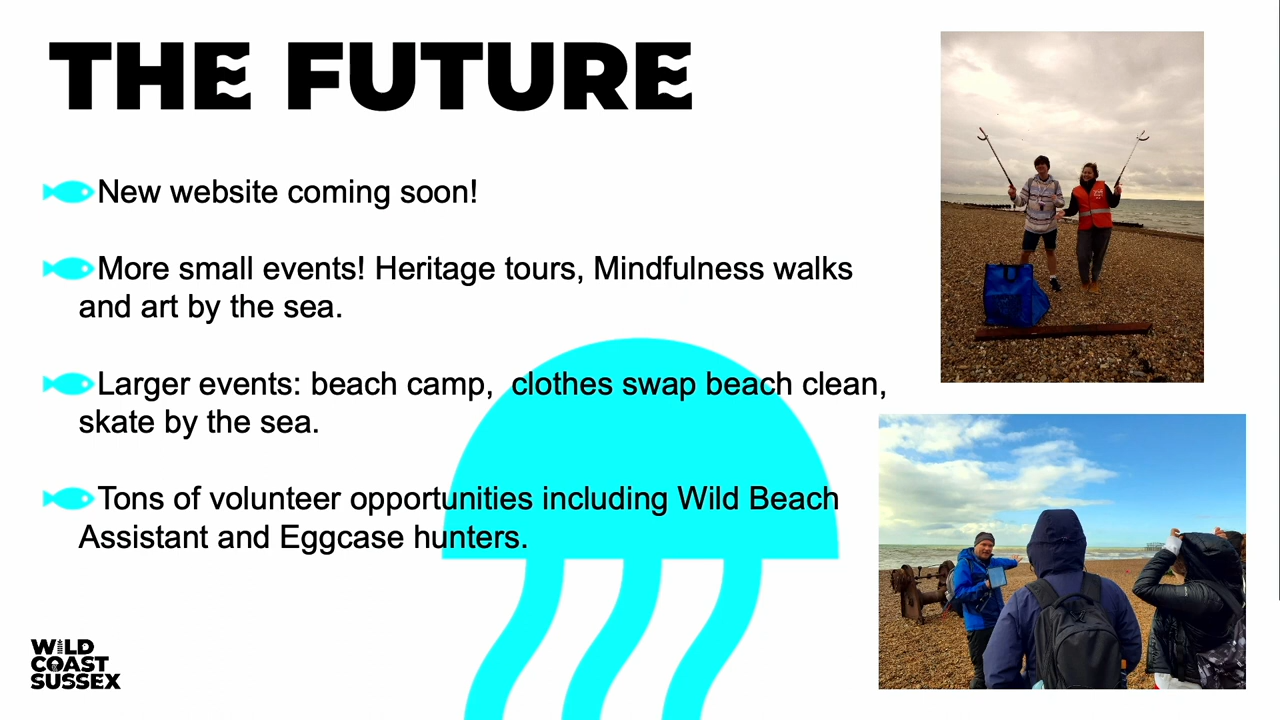 THE FUTURE
New website coming soon!
More small events! Heritage tours, Mindfulness walks
and art by the sea.
Larger events: beach camp, clothes swap beach clean,
skate by the sea.
Tons of volunteer opportunities including Wild Beach
Assistant and Eggcase hunters.
WILD
COAST
SUSSEX